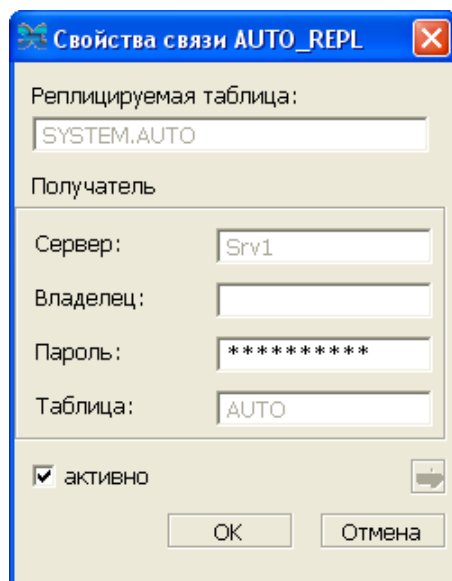 Свойства связи AUTO_REPL
Реплицируемая таблица:
SYSTEM.AUTO
Получатель
Сервер: Srv1
Владелец:
Пароль: **********
Таблица: AUTO
активно
OK Отмена